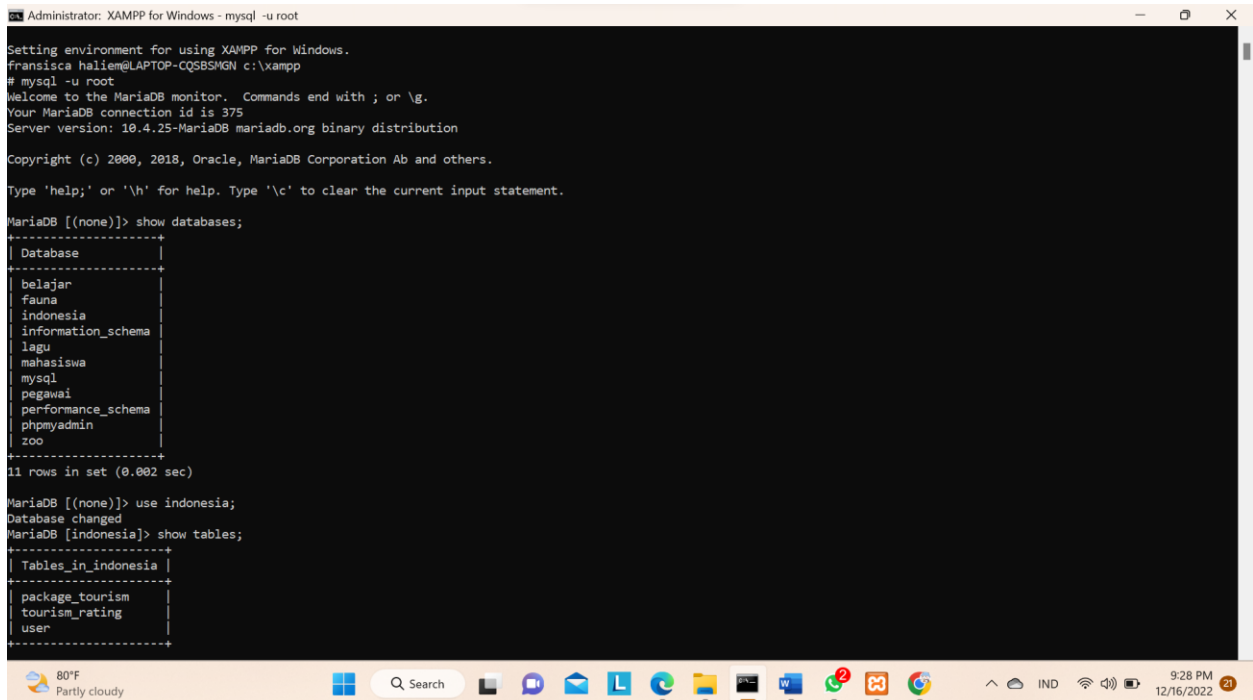 Administrator: XAMPP for Windows - mysql -u root
Setting environment for using XAMPP for Windows.
fransisca haliem@LAPTOP-CQSBSMGN c:\xampp
# mysql -u root
Welcome to the MariaDB monitor.  Commands end with ; or \g.
Your MariaDB connection id is 375
Server version: 10.4.25-MariaDB mariadb.org binary distribution
Copyright (c) 2000, 2018, Oracle, MariaDB Corporation Ab and others.
Type 'help;' or '\h' for help. Type '\c' to clear the current input statement.
MariaDB [(none)]> show databases;
+--------------------+
| Database           |
+--------------------+
| belajar            |
| fauna              |
| indonesia          |
| information_schema |
| lagu               |
| mahasiswa          |
| mysql              |
| pegawai            |
| performance_schema |
| phpmyadmin         |
| zoo                |
+--------------------+
11 rows in set (0.002 sec)
MariaDB [(none)]> use indonesia;
Database changed
MariaDB [indonesia]> show tables;
+---------------------+
| Tables_in_indonesia |
+---------------------+
| package_tourism     |
| tourism_rating      |
| user                |
+---------------------+
80°F
Partly cloudy
Search
L
W
2
IND
9:28 PM
12/16/2022
21